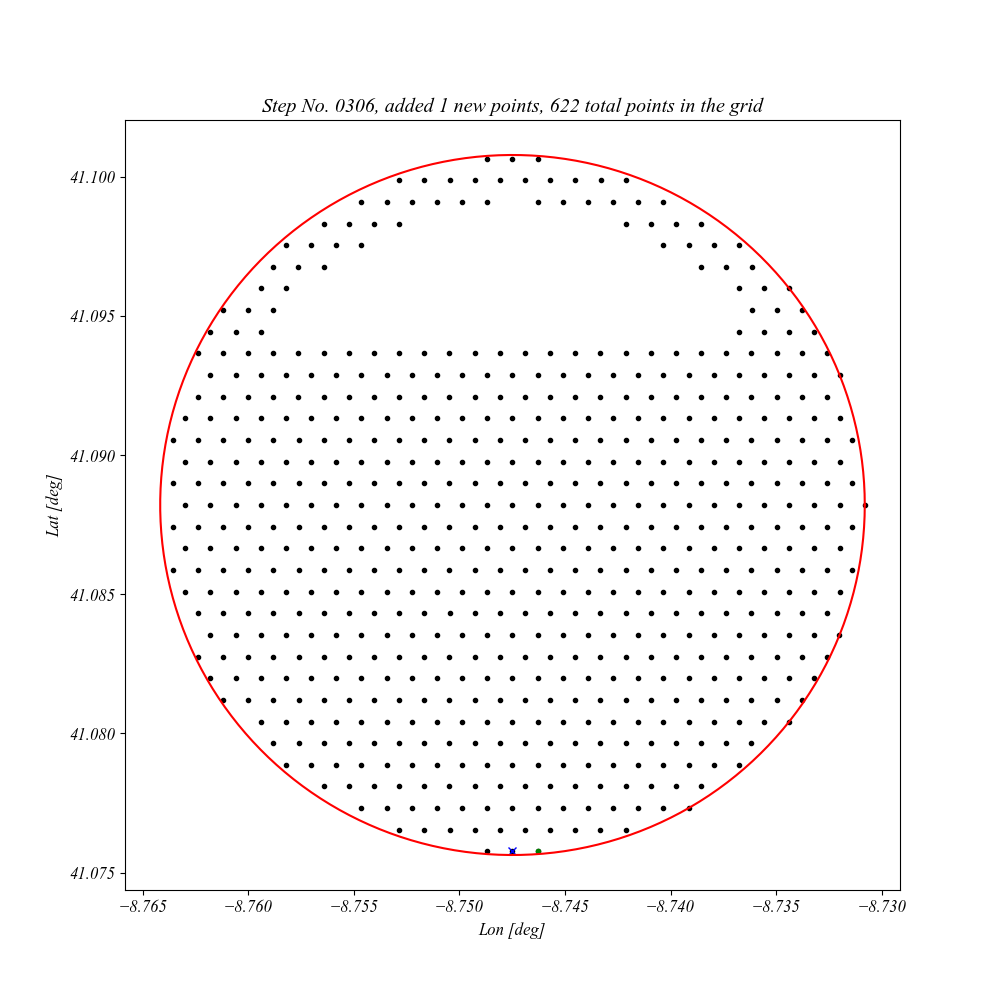 Step No. 0306, added 1 new points, 622 total points in the grid
41.100
41.095
41.090
41.085
41.080
41.075
Lat [deg]
−8.765 −8.760 −8.755 −8.750 −8.745 −8.740 −8.735 −8.730
Lon [deg]